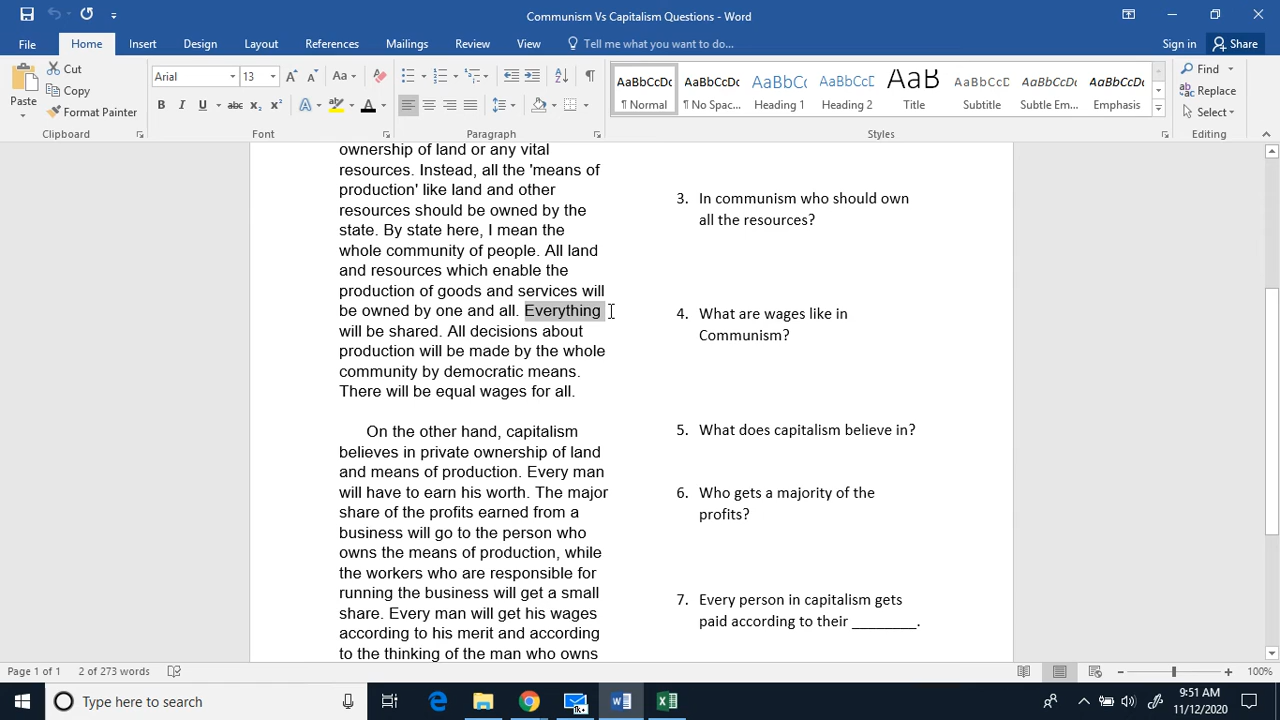 Communism Vs Capitalism Questions - Word
File Home Insert Design Layout References Mailings Review View Tell me what you want to do... Sign in Share
Paste
Cut
Copy
Format Painter
Clipboard
Arial 13
Font
Paragraph
AaBbCcDc AaBbCcDc AaBbCc AaBbCcD AaB AaBbCcD AaBbCcDc AaBbCcDc
¶ Normal ¶ No Spac... Heading 1 Heading 2 Title Subtitle Subtle Em... Emphasis
Styles
Find
Replace
Select
Editing
ownership of land or any vital
resources. Instead, all the 'means of
production' like land and other
resources should be owned by the
state. By state here, I mean the
whole community of people. All land
and resources which enable the
production of goods and services will
be owned by one and all. Everything
will be shared. All decisions about
production will be made by the whole
community by democratic means.
There will be equal wages for all.
On the other hand, capitalism
believes in private ownership of land
and means of production. Every man
will have to earn his worth. The major
share of the profits earned from a
business will go to the person who
owns the means of production, while
the workers who are responsible for
running the business will get a small
share. Every man will get his wages
according to his merit and according
to the thinking of the man who owns
3. In communism who should own
all the resources?
4. What are wages like in
Communism?
5. What does capitalism believe in?
6. Who gets a majority of the
profits?
7. Every person in capitalism gets
paid according to their ________.
Page 1 of 1 2 of 273 words 100%
Type here to search
1k+
9:51 AM
11/12/2020